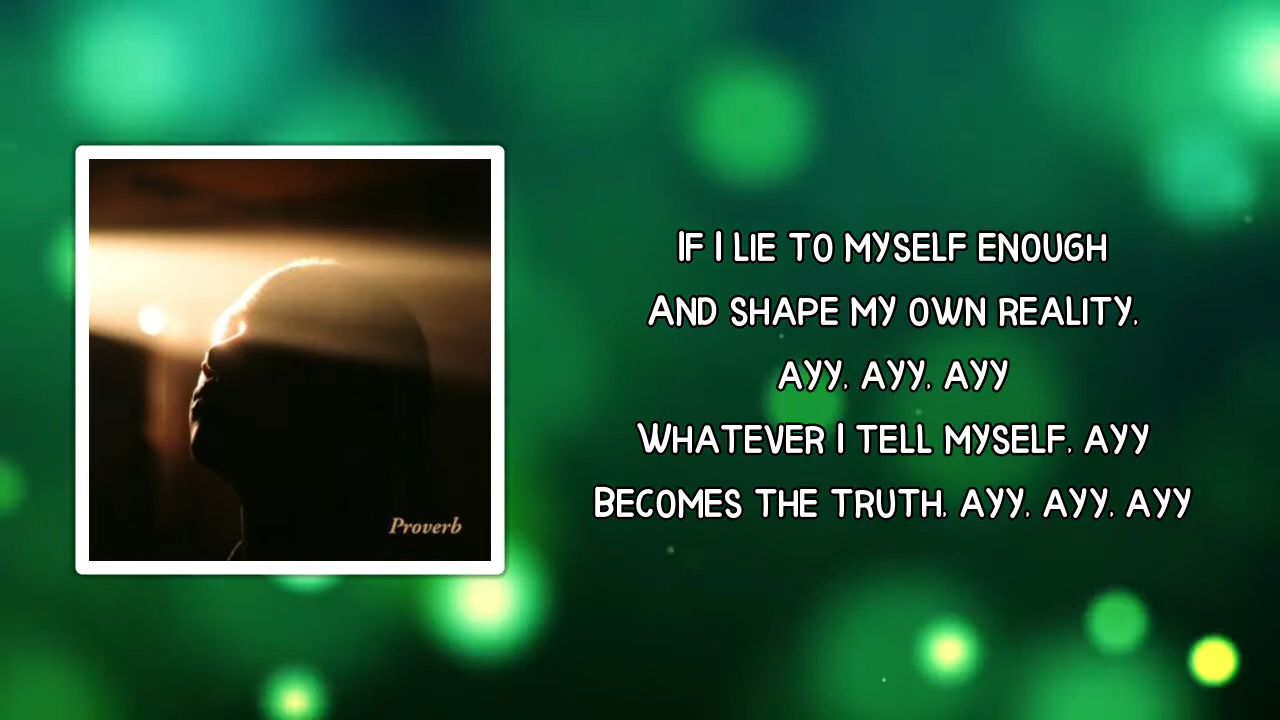 Proverb
If I lie to myself enough
And shape my own reality,
ayy, ayy, ayy
Whatever I tell myself, ayy
Becomes the truth, ayy, ayy, ayy